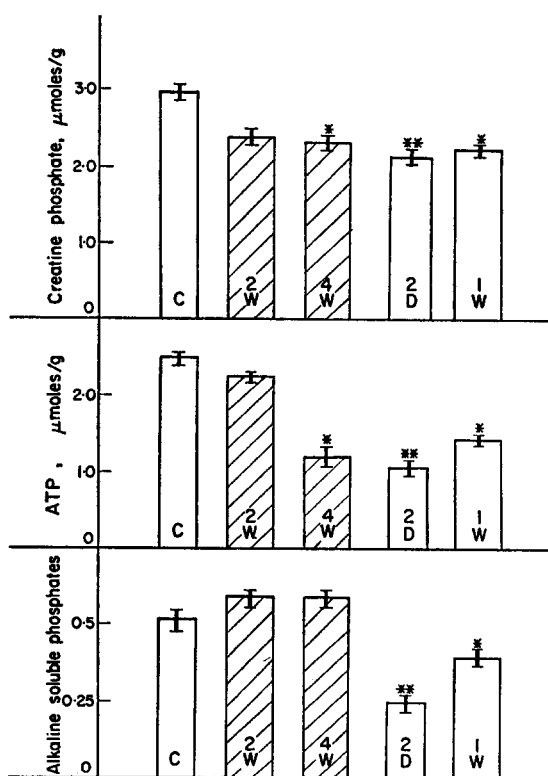 Creatine phosphate, μmoles/g
3·0
2·0
1·0
0
* ** *
C 2 W 4 W 2 D 1 W
ATP , μmoles/g
2·0
1·0
0
* ** *
C 2 W 4 W 2 D 1 W
Alkaline soluble phosphates
0·5
0·25
0
** *
C 2 W 4 W 2 D 1 W